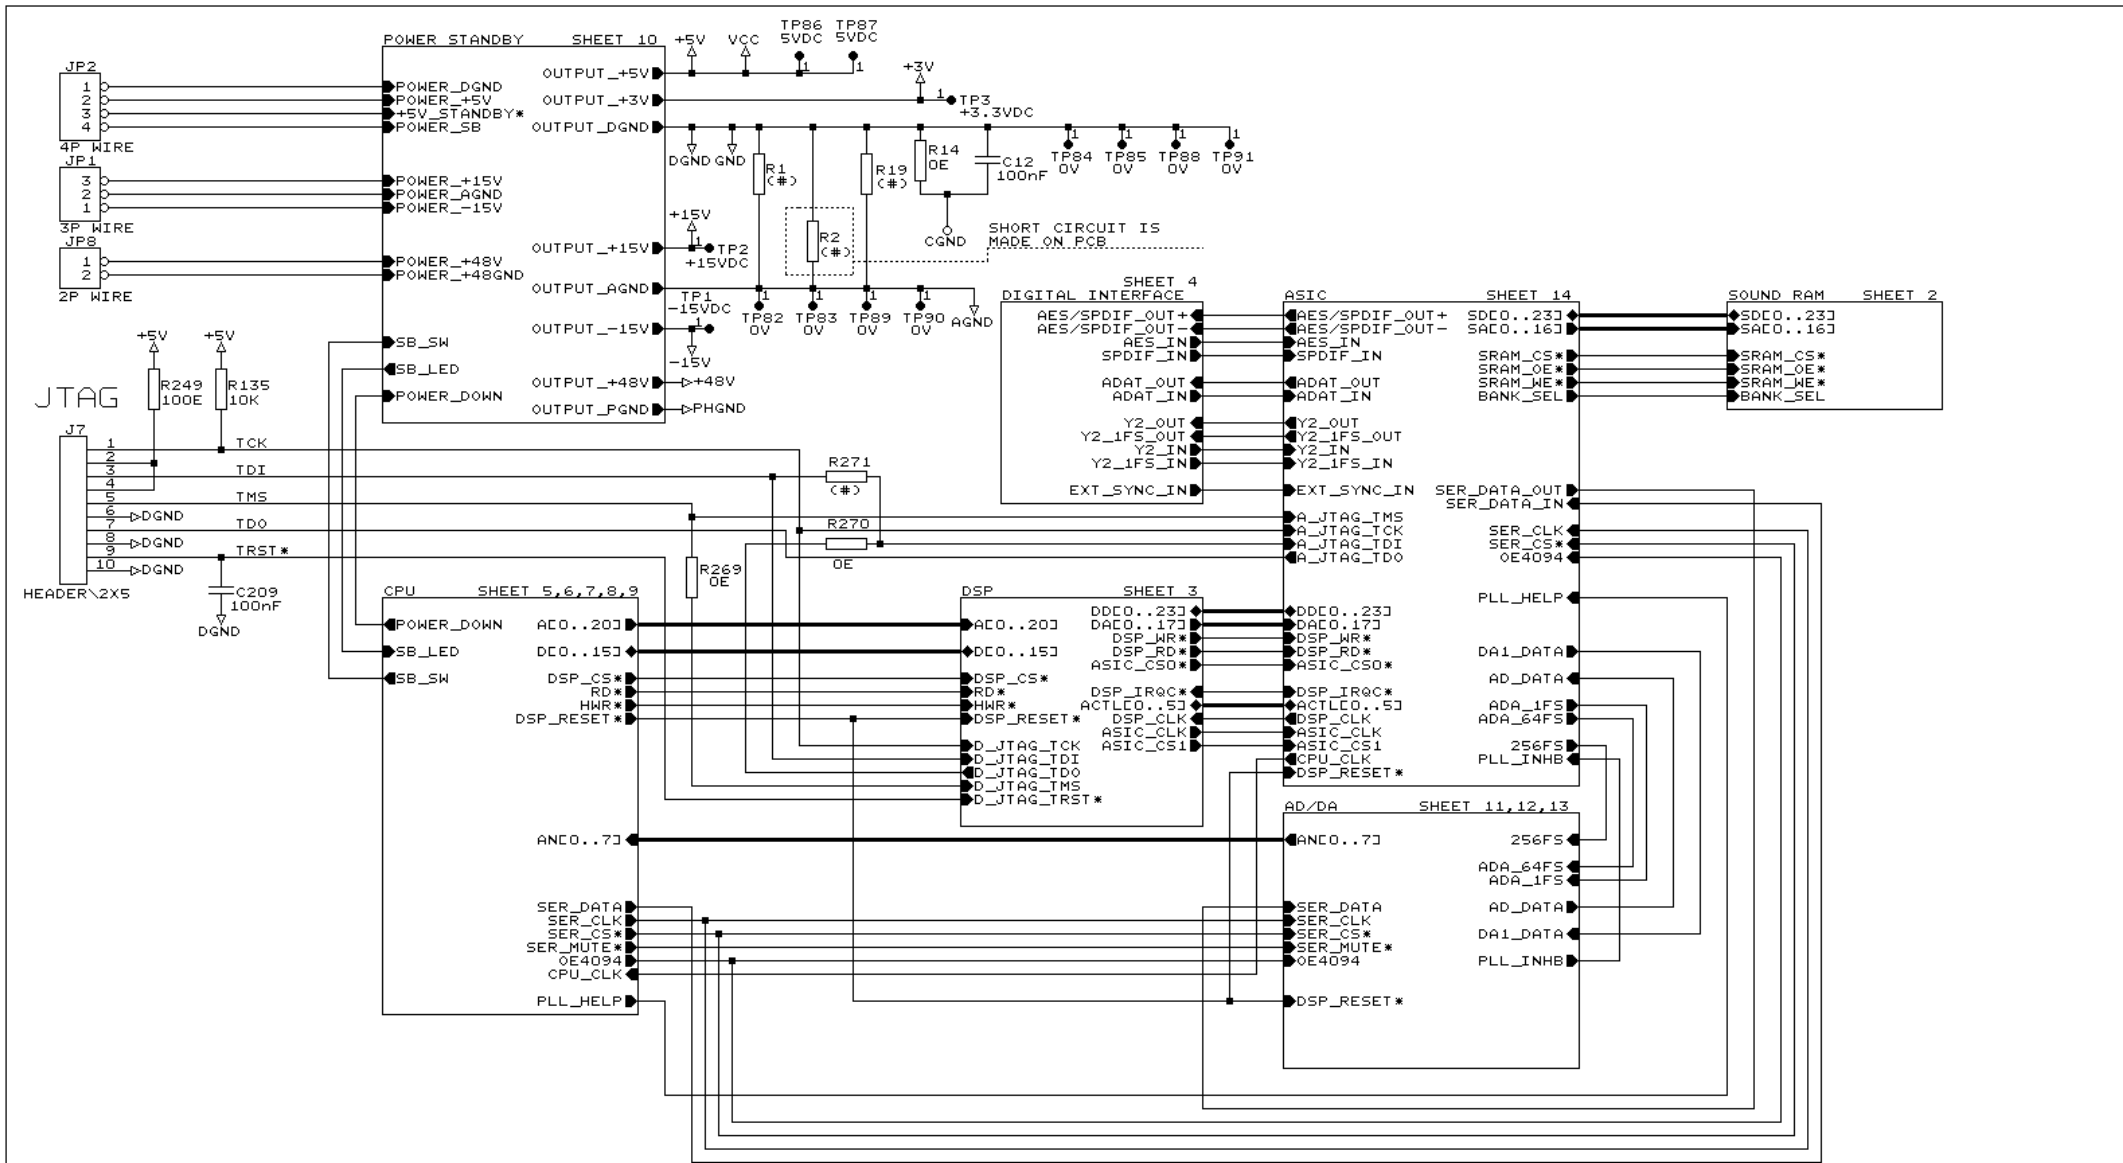 POWER STANDBY SHEET 10
JP2
1
2
3
4
4P WIRE
JP1
3
2
1
3P WIRE
JP8
1
2
2P WIRE
POWER_DGND
POWER_+5V
+5V_STANDBY*
POWER_SB
POWER_+15V
POWER_AGND
POWER_-15V
POWER_+48V
POWER_+48GND
SB_SW
SB_LED
POWER_DOWN
OUTPUT_+5V
OUTPUT_+3V
OUTPUT_DGND
OUTPUT_+15V
OUTPUT_AGND
OUTPUT_-15V
OUTPUT_+48V
OUTPUT_PGND
+5V
VCC
TP86
5VDC
1
TP87
5VDC
1
+3V
1
TP3
+3.3VDC
DGND
GND
R1
(#)
R2
(#)
R19
(#)
R14
0E
C12
100nF
CGND
1
TP84
0V
1
TP85
0V
1
TP88
0V
1
TP91
0V
SHORT CIRCUIT IS
MADE ON PCB
+15V
1
TP2
+15VDC
TP1
-15VDC
1
-15V
1
TP82
0V
1
TP83
0V
1
TP89
0V
1
TP90
0V
AGND
+48V
PHGND
JTAG
+5V
+5V
R249
100E
R135
10K
J7
1
2
3
4
5
6
7
8
9
10
TCK
TDI
TMS
DGND
TDO
DGND
TRST*
DGND
HEADER\2X5
C209
100nF
DGND
R271
(#)
R270
0E
R269
0E
DIGITAL INTERFACE SHEET 4
AES/SPDIF_OUT+
AES/SPDIF_OUT-
AES_IN
SPDIF_IN
ADAT_OUT
ADAT_IN
Y2_OUT
Y2_1FS_OUT
Y2_IN
Y2_1FS_IN
EXT_SYNC_IN
ASIC SHEET 14
AES/SPDIF_OUT+
AES/SPDIF_OUT-
AES_IN
SPDIF_IN
ADAT_OUT
ADAT_IN
Y2_OUT
Y2_1FS_OUT
Y2_IN
Y2_1FS_IN
EXT_SYNC_IN
A_JTAG_TMS
A_JTAG_TCK
A_JTAG_TDI
A_JTAG_TDO
DD[0..23]
DA[0..17]
DSP_WR*
DSP_RD*
ASIC_CS0*
DSP_IRQC*
ACTL[0..5]
DSP_CLK
ASIC_CLK
ASIC_CS1
CPU_CLK
DSP_RESET*
SD[0..23]
SA[0..16]
SRAM_CS*
SRAM_OE*
SRAM_WE*
BANK_SEL
SER_DATA_OUT
SER_DATA_IN
SER_CLK
SER_CS*
OE4094
PLL_HELP
DA1_DATA
AD_DATA
ADA_1FS
ADA_64FS
256FS
PLL_INHB
SOUND RAM SHEET 2
SD[0..23]
SA[0..16]
SRAM_CS*
SRAM_OE*
SRAM_WE*
BANK_SEL
CPU SHEET 5,6,7,8,9
POWER_DOWN
SB_LED
SB_SW
A[0..20]
D[0..15]
DSP_CS*
RD*
HWR*
DSP_RESET*
AN[0..7]
SER_DATA
SER_CLK
SER_CS*
SER_MUTE*
OE4094
CPU_CLK
PLL_HELP
DSP SHEET 3
A[0..20]
D[0..15]
DSP_CS*
RD*
HWR*
DSP_RESET*
D_JTAG_TCK
D_JTAG_TDI
D_JTAG_TDO
D_JTAG_TMS
D_JTAG_TRST*
DD[0..23]
DA[0..17]
DSP_WR*
DSP_RD*
ASIC_CS0*
DSP_IRQC*
ACTL[0..5]
DSP_CLK
ASIC_CLK
ASIC_CS1
AD/DA SHEET 11,12,13
AN[0..7]
SER_DATA
SER_CLK
SER_CS*
SER_MUTE*
OE4094
DSP_RESET*
256FS
ADA_64FS
ADA_1FS
AD_DATA
DA1_DATA
PLL_INHB